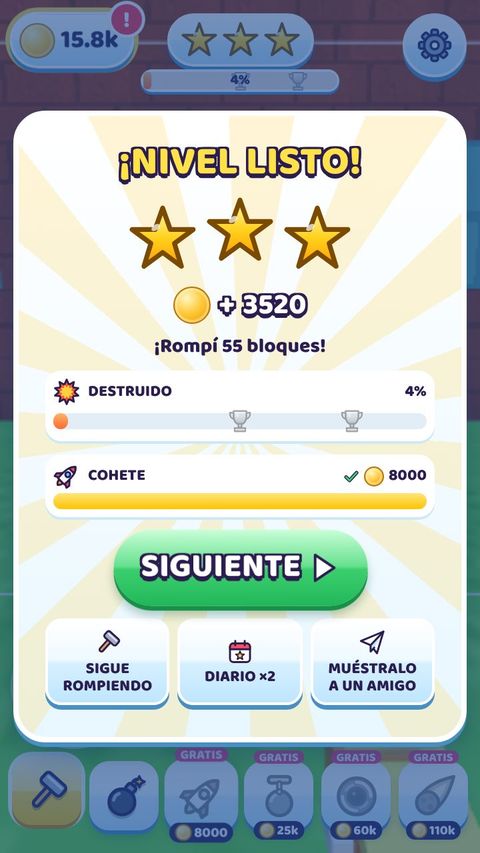 15.8k
!
4%
¡NIVEL LISTO!
+ 3520
¡Rompí 55 bloques!
DESTRUIDO 4%
COHETE 8000
SIGUIENTE
SIGUE
ROMPIENDO
DIARIO ×2
MUÉSTRALO
A UN AMIGO
GRATIS GRATIS GRATIS GRATIS
8000 25k 60k 110k